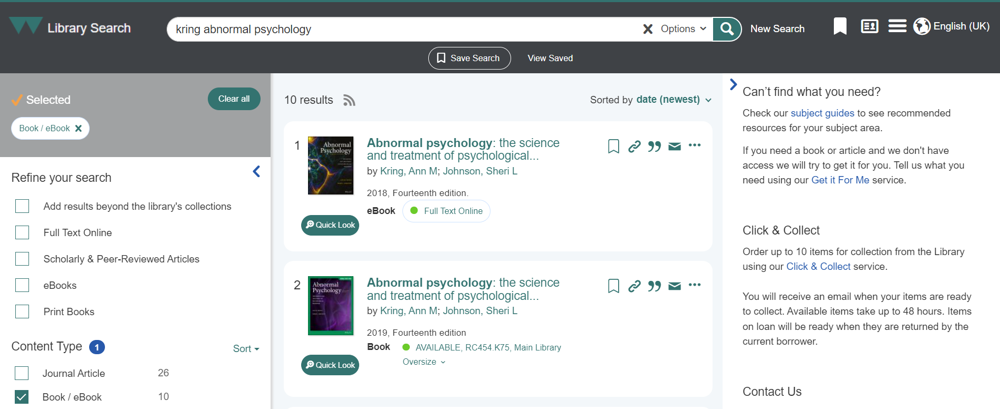 Library Search
kring abnormal psychology
Options
New Search
English (UK)
Save Search
View Saved
Selected
Clear all
Book / eBook
Refine your search
Add results beyond the library's collections
Full Text Online
Scholarly & Peer-Reviewed Articles
eBooks
Print Books
Content Type 1
Sort
Journal Article 26
Book / eBook 10
10 results
Sorted by date (newest)
1
Abnormal
Psychology
WILEY
Quick Look
Abnormal psychology: the science
and treatment of psychological...
by Kring, Ann M; Johnson, Sheri L
2018, Fourteenth edition.
eBook Full Text Online
2
Abnormal
Psychology
WILEY
Quick Look
Abnormal psychology: the science
and treatment of psychological...
by Kring, Ann M; Johnson, Sheri L
2019, Fourteenth edition
Book AVAILABLE, RC454.K75, Main Library
Oversize
Can’t find what you need?
Check our subject guides to see recommended
resources for your subject area.
If you need a book or article and we don't have
access we will try to get it for you. Tell us what you
need using our Get it For Me service.
Click & Collect
Order up to 10 items for collection from the Library
using our Click & Collect service.
You will receive an email when your items are ready
to collect. Available items take up to 48 hours. Items
on loan will be ready when they are returned by the
current borrower.
Contact Us